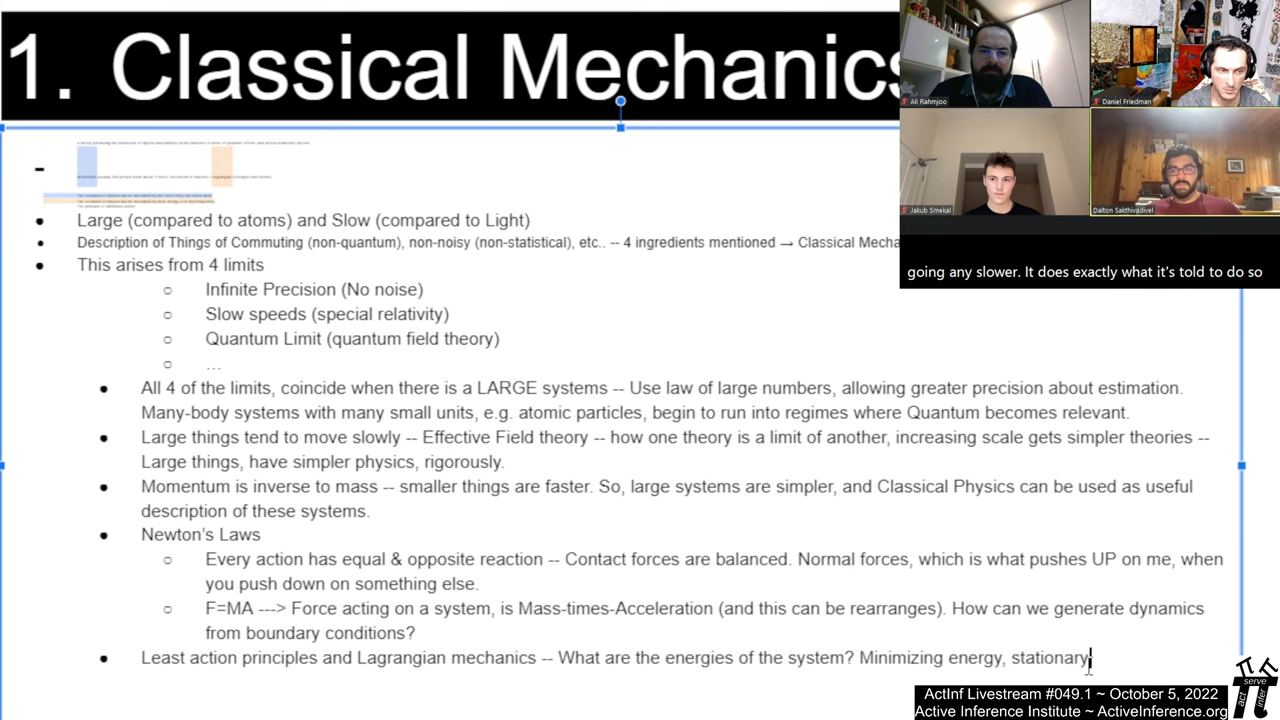 1. Classical Mechanics
Large (compared to atoms) and Slow (compared to Light)
Description of Things of Commuting (non-quantum), non-noisy (non-statistical), etc.. -- 4 ingredients mentioned → Classical Mecha
This arises from 4 limits
Infinite Precision (No noise)
Slow speeds (special relativity)
Quantum Limit (quantum field theory)
...
All 4 of the limits, coincide when there is a LARGE systems -- Use law of large numbers, allowing greater precision about estimation.
Many-body systems with many small units, e.g. atomic particles, begin to run into regimes where Quantum becomes relevant.
Large things tend to move slowly -- Effective Field theory -- how one theory is a limit of another, increasing scale gets simpler theories --
Large things, have simpler physics, rigorously.
Momentum is inverse to mass -- smaller things are faster. So, large systems are simpler, and Classical Physics can be used as useful
description of these systems.
Newton's Laws
Every action has equal & opposite reaction -- Contact forces are balanced. Normal forces, which is what pushes UP on me, when
you push down on something else.
F=MA ---> Force acting on a system, is Mass-times-Acceleration (and this can be rearranges). How can we generate dynamics
from boundary conditions?
Least action principles and Lagrangian mechanics -- What are the energies of the system? Minimizing energy, stationary
Ali Rahmjoo
Daniel Friedman
Jakub Smekal
Dalton Sakthivadivel
going any slower. It does exactly what it's told to do so
ActInf Livestream #049.1 ~ October 5, 2022
Active Inference Institute ~ ActiveInference.org
act
serve
infer